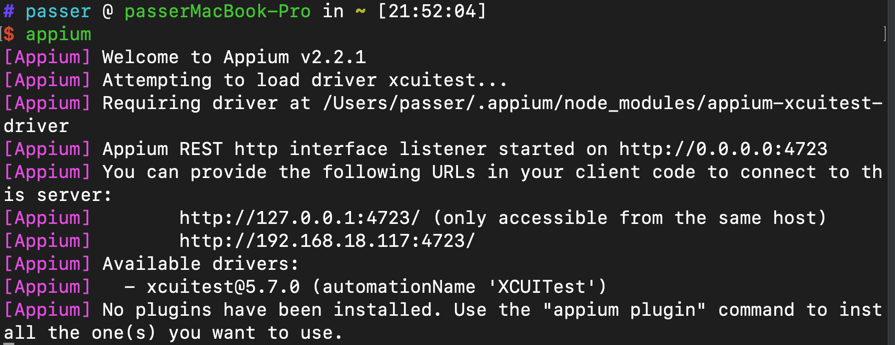 # passer @ passerMacBook-Pro in ~ [21:52:04]
$ appium
[Appium] Welcome to Appium v2.2.1
[Appium] Attempting to load driver xcuitest...
[Appium] Requiring driver at /Users/passer/.appium/node_modules/appium-xcuitest-
driver
[Appium] Appium REST http interface listener started on http://0.0.0.0:4723
[Appium] You can provide the following URLs in your client code to connect to th
is server:
[Appium]        http://127.0.0.1:4723/ (only accessible from the same host)
[Appium]        http://192.168.18.117:4723/
[Appium] Available drivers:
[Appium]   - xcuitest@5.7.0 (automationName 'XCUITest')
[Appium] No plugins have been installed. Use the "appium plugin" command to inst
all the one(s) you want to use.